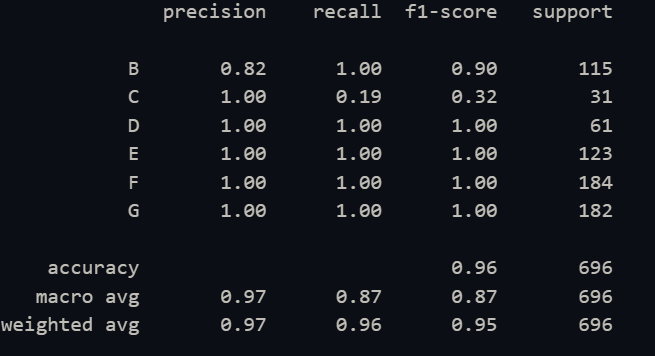 precision recall f1-score support
B 0.82 1.00 0.90 115
C 1.00 0.19 0.32 31
D 1.00 1.00 1.00 61
E 1.00 1.00 1.00 123
F 1.00 1.00 1.00 184
G 1.00 1.00 1.00 182
accuracy 0.96 696
macro avg 0.97 0.87 0.87 696
weighted avg 0.97 0.96 0.95 696